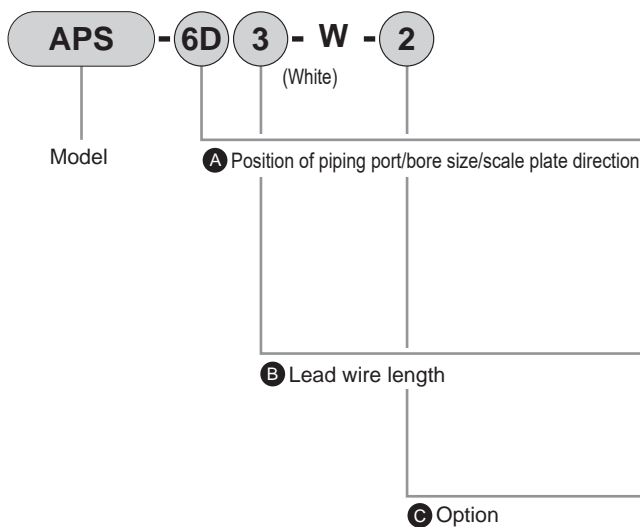 APS - 6D 3 - W - 2
(White)
Model
A Position of piping port/bore size/scale plate direction
B Lead wire length
C Option